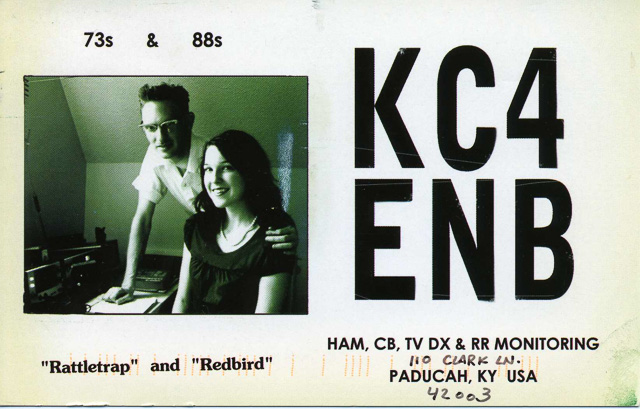 73s & 88s
KC4
ENB
HAM, CB, TV DX & RR MONITORING
110 CLARK LN.
"Rattletrap" and "Redbird"
PADUCAH, KY USA
42003